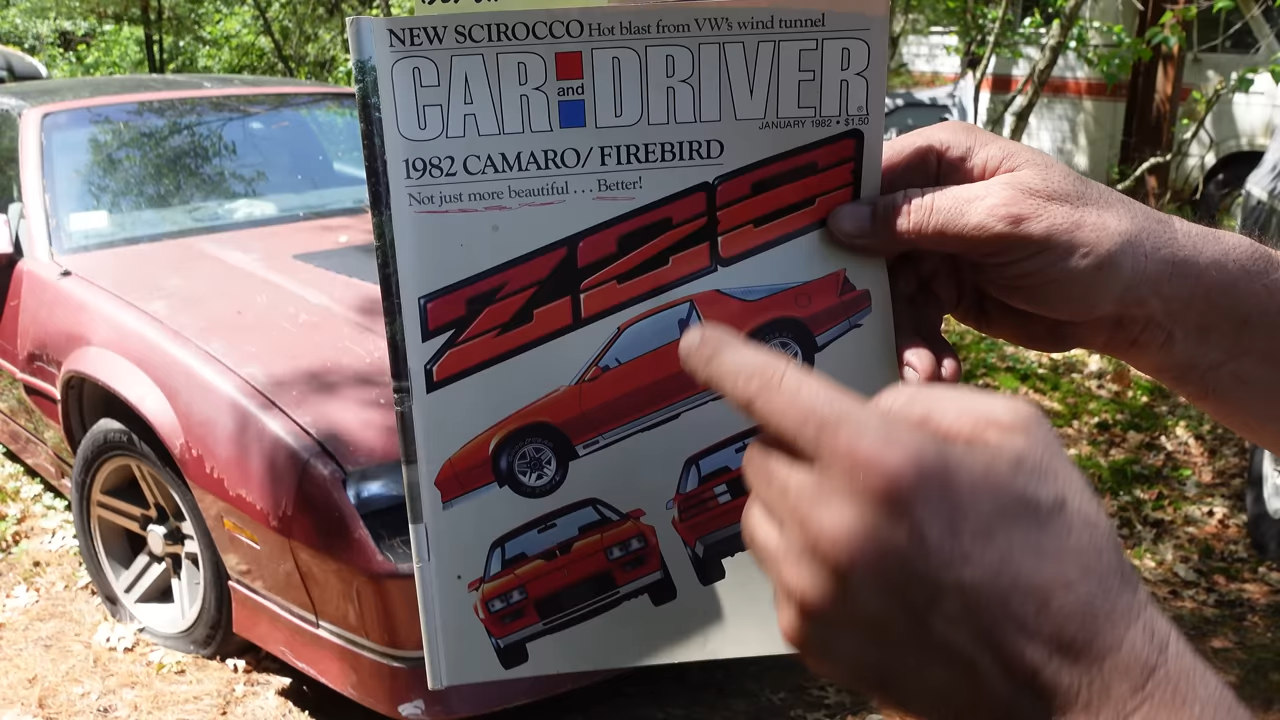 NEW SCIROCCO Hot blast from VW's wind tunnel
CAR and DRIVER®
JANUARY 1982 • $1.50
1982 CAMARO/FIREBIRD
Not just more beautiful . . . Better!
Z28